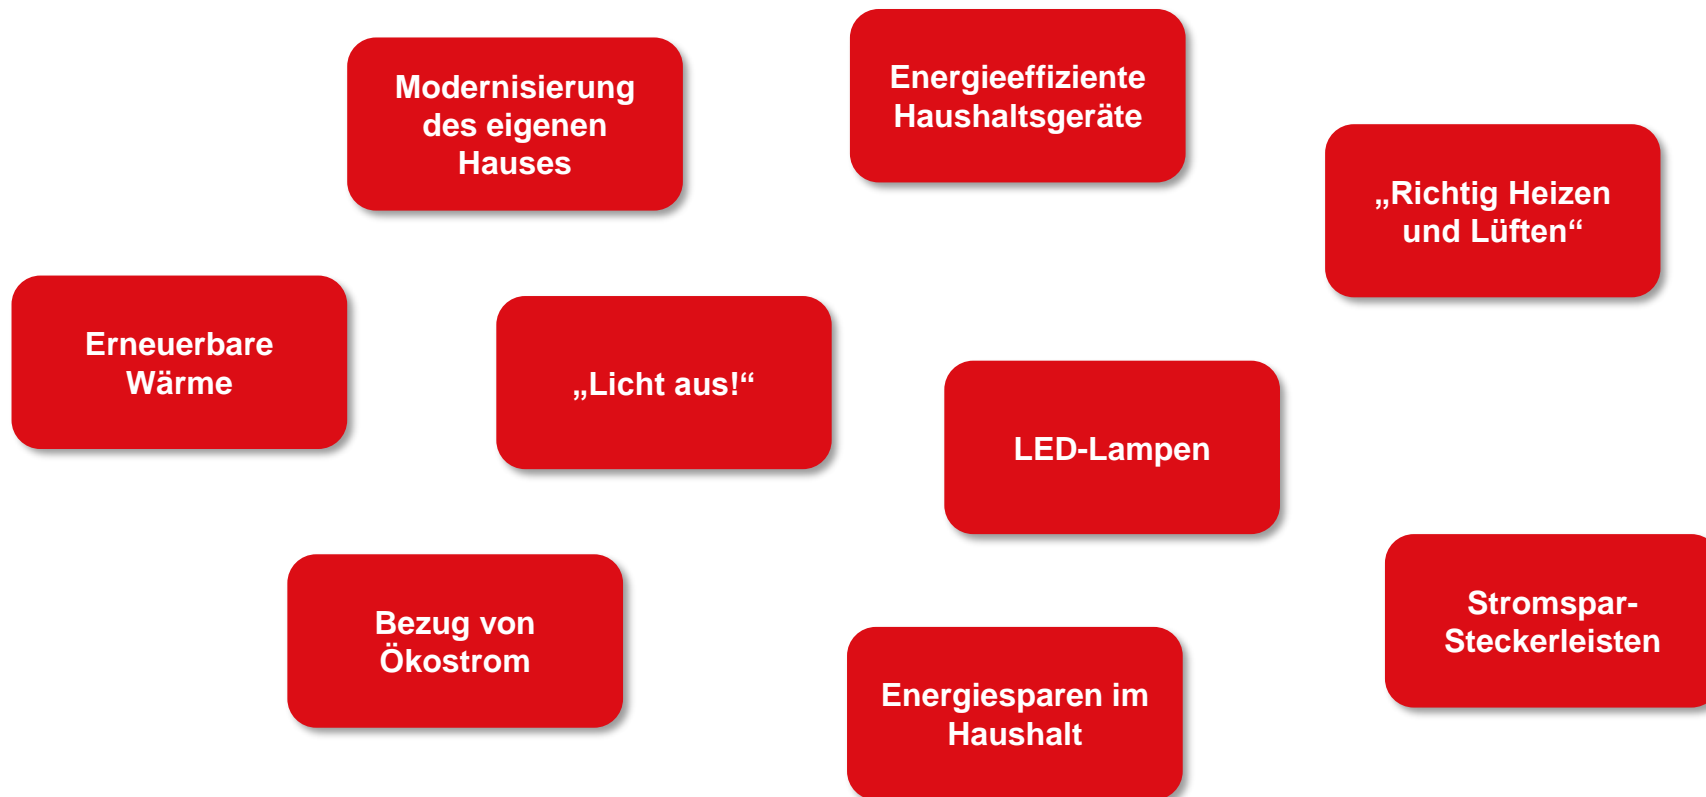 Modernisierung
des eigenen
Hauses
Energieeffiziente
Haushaltsgeräte
„Richtig Heizen
und Lüften“
Erneuerbare
Wärme
„Licht aus!“
LED-Lampen
Bezug von
Ökostrom
Energiesparen im
Haushalt
Stromspar-
Steckerleisten